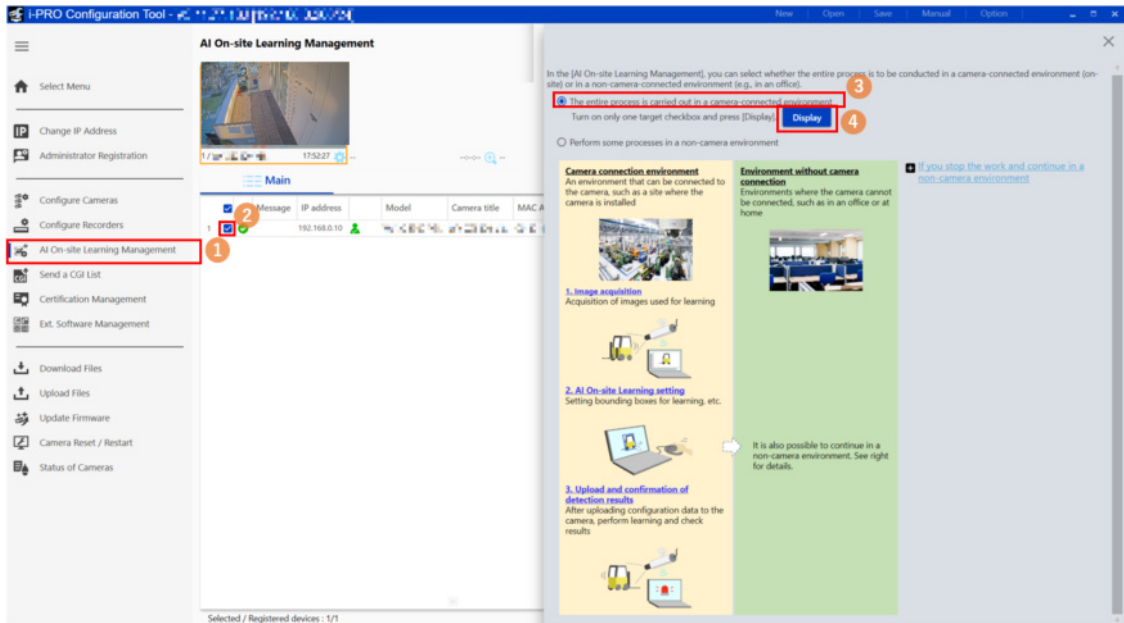 i-PRO Configuration Tool -
New
Open
Save
Manual
Option
AI On-site Learning Management
Select Menu
Change IP Address
Administrator Registration
Configure Cameras
Configure Recorders
AI On-site Learning Management
Send a CGI List
Certification Management
Ext. Software Management
Download Files
Upload Files
Update Firmware
Camera Reset / Restart
Status of Cameras
1 /
17:52:27
--
--:--:--
--
Main
Message
IP address
Model
Camera title
MAC A
1
192.168.0.10
1
2
Selected / Registered devices : 1/1
In the [AI On-site Learning Management], you can select whether the entire process is to be conducted in a camera-connected environment (on-
site) or in a non-camera-connected environment (e.g., in an office).
3
The entire process is carried out in a camera-connected environment.
Turn on only one target checkbox and press [Display].
Display
4
Perform some processes in a non-camera environment
Camera connection environment
An environment that can be connected to
the camera, such as a site where the
camera is installed
1. Image acquisition
Acquisition of images used for learning
2. AI On-site Learning setting
Setting bounding boxes for learning, etc.
3. Upload and confirmation of
detection results
After uploading configuration data to the
camera, perform learning and check
results
Environment without camera
connection
Environments where the camera cannot
be connected, such as in an office or at
home
It is also possible to continue in a
non-camera environment. See right
for details.
If you stop the work and continue in a
non-camera environment